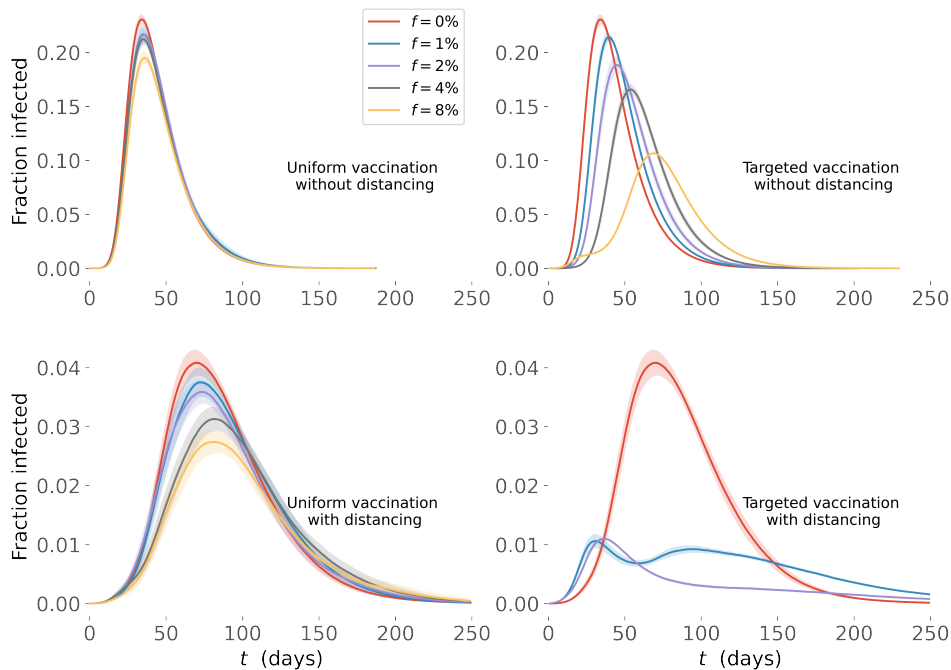 Fraction infected
0.20
0.15
0.10
0.05
0.00
0
50
100
150
200
250
f = 0%
f = 1%
f = 2%
f = 4%
f = 8%
Uniform vaccination
without distancing
0.20
0.15
0.10
0.05
0.00
0
50
100
150
200
250
Targeted vaccination
without distancing
Fraction infected
0.04
0.03
0.02
0.01
0.00
0
50
100
150
200
250
t (days)
Uniform vaccination
with distancing
0.04
0.03
0.02
0.01
0.00
0
50
100
150
200
250
t (days)
Targeted vaccination
with distancing